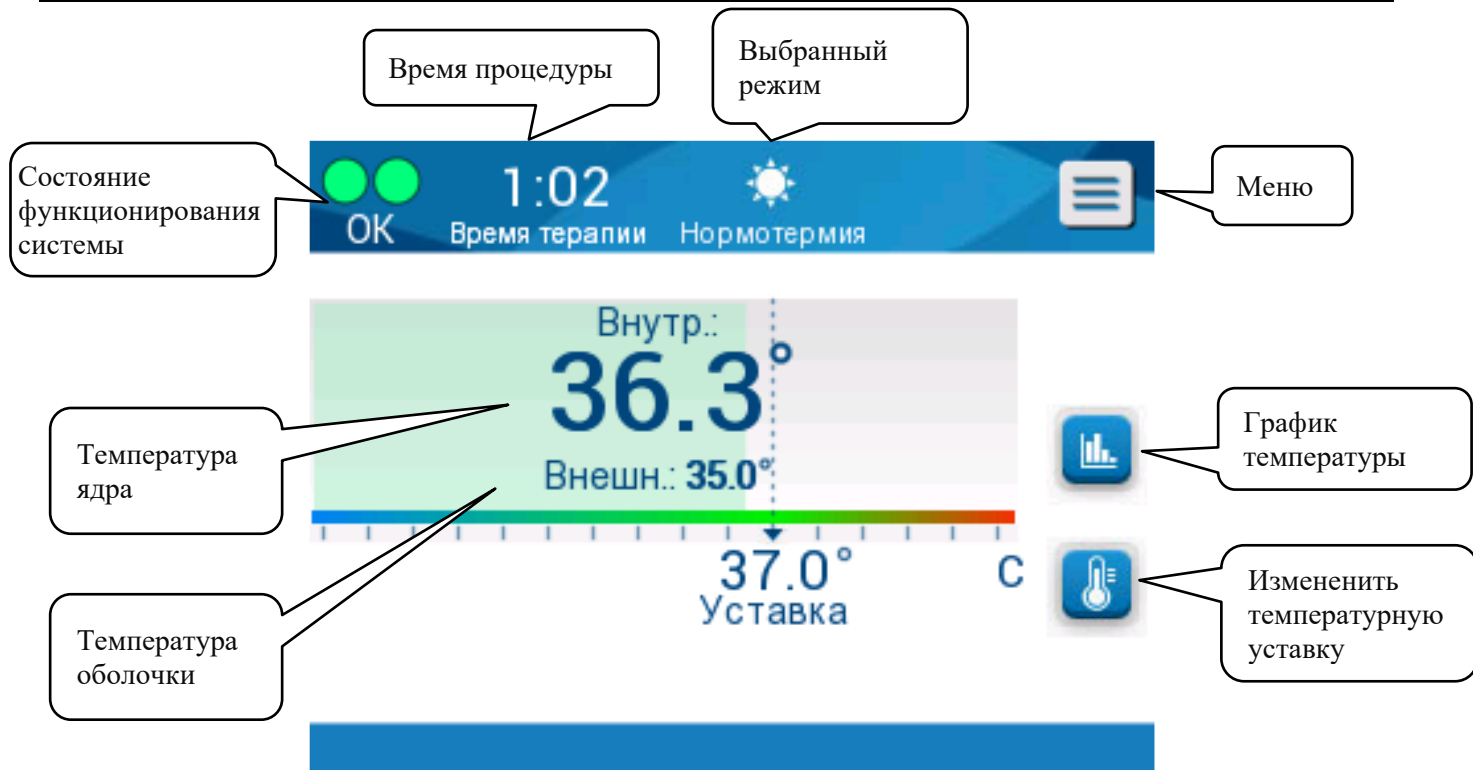 Время процедуры
Выбранный
режим
Состояние
функционирования
системы
OK
1:02
Время терапии
Нормотермия
Меню
Внутр.:
36.3°
Внешн.: 35.0°
Температура
ядра
График
температуры
37.0°
Уставка
C
Температура
оболочки
Измененить
температурную
уставку